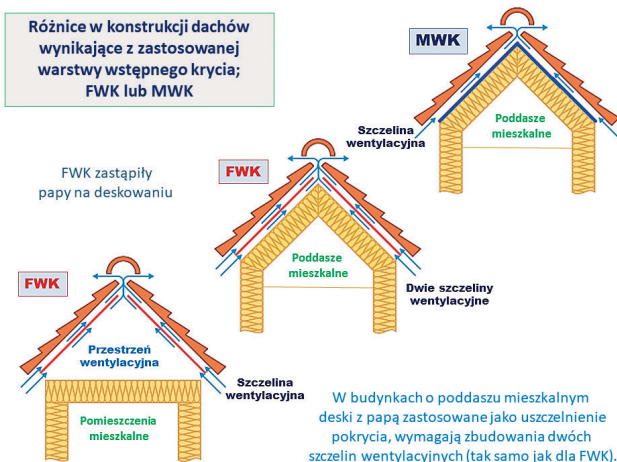 Różnice w konstrukcji dachów
wynikające z zastosowanej
warstwy wstępnego krycia;
FWK lub MWK
MWK
Poddasze
mieszkalne
Szczelina
wentylacyjna
FWK zastąpiły
papy na deskowaniu
FWK
Poddasze
mieszkalne
Dwie szczeliny
wentylacyjne
FWK
Przestrzeń
wentylacyjna
Szczelina
wentylacyjna
Pomieszczenia
mieszkalne
W budynkach o poddaszu mieszkalnym
deski z papą zastosowane jako uszczelnienie
pokrycia, wymagają zbudowania dwóch
szczelin wentylacyjnych (tak samo jak dla FWK).